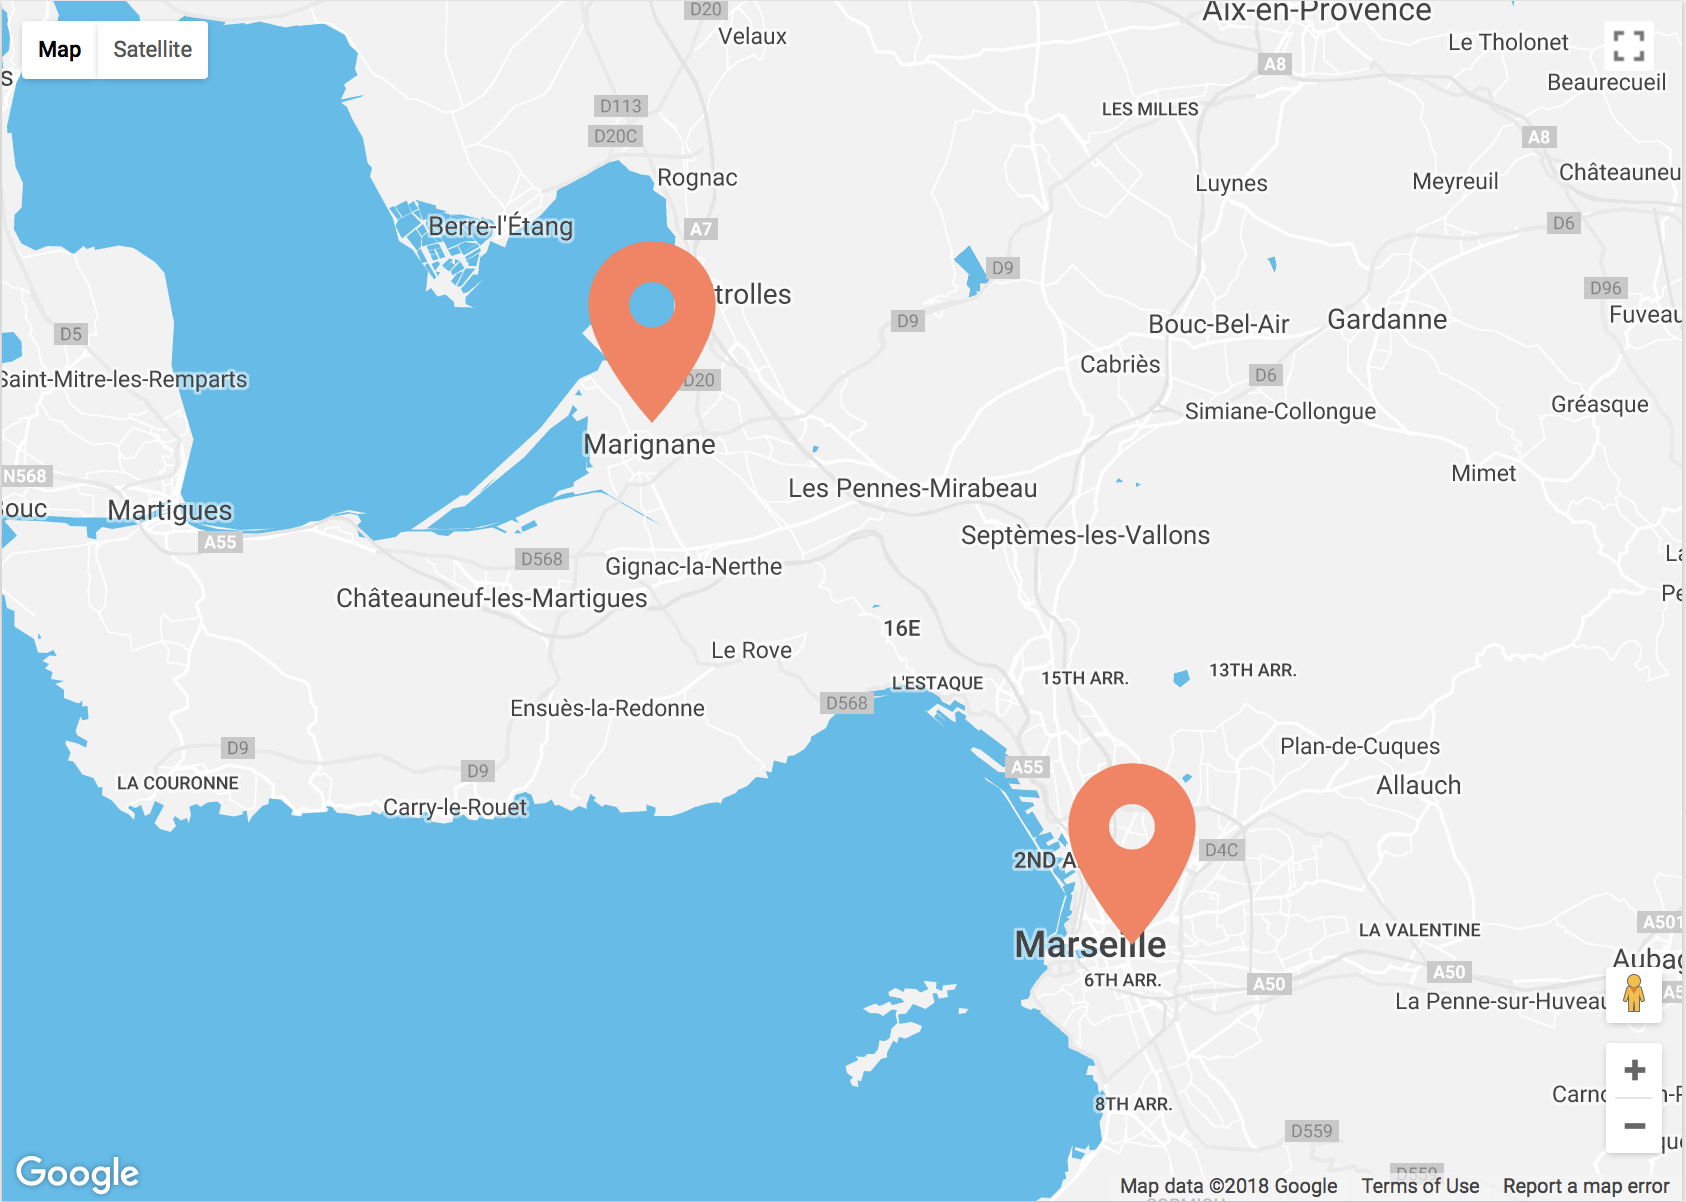 Map
Satellite
D20
Velaux
Aix-en-Provence
Le Tholonet
A8
Beaurecueil
D113
LES MILLES
D20C
A8
Rognac
Luynes
Meyreuil
Châteauneu
Berre-l'Étang
A7
D6
D9
D96
trolles
D9
Bouc-Bel-Air
Gardanne
Fuveau
D5
Cabriès
Saint-Mitre-les-Remparts
D20
D6
Simiane-Collongue
Gréasque
Marignane
N568
Mimet
Les Pennes-Mirabeau
Martigues
A55
Septèmes-les-Vallons
D568
Gignac-la-Nerthe
Châteauneuf-les-Martigues
16E
Le Rove
L'ESTAQUE
15TH ARR.
13TH ARR.
D568
Ensuès-la-Redonne
D9
Plan-de-Cuques
D9
A55
LA COURONNE
Allauch
Carry-le-Rouet
2ND A
D4C
A501
LA VALENTINE
Marseille
Aubag
6TH ARR.
A50
A50
La Penne-sur-Huveau
8TH ARR.
D559
D559
Google
Map data ©2018 Google
Terms of Use
Report a map error